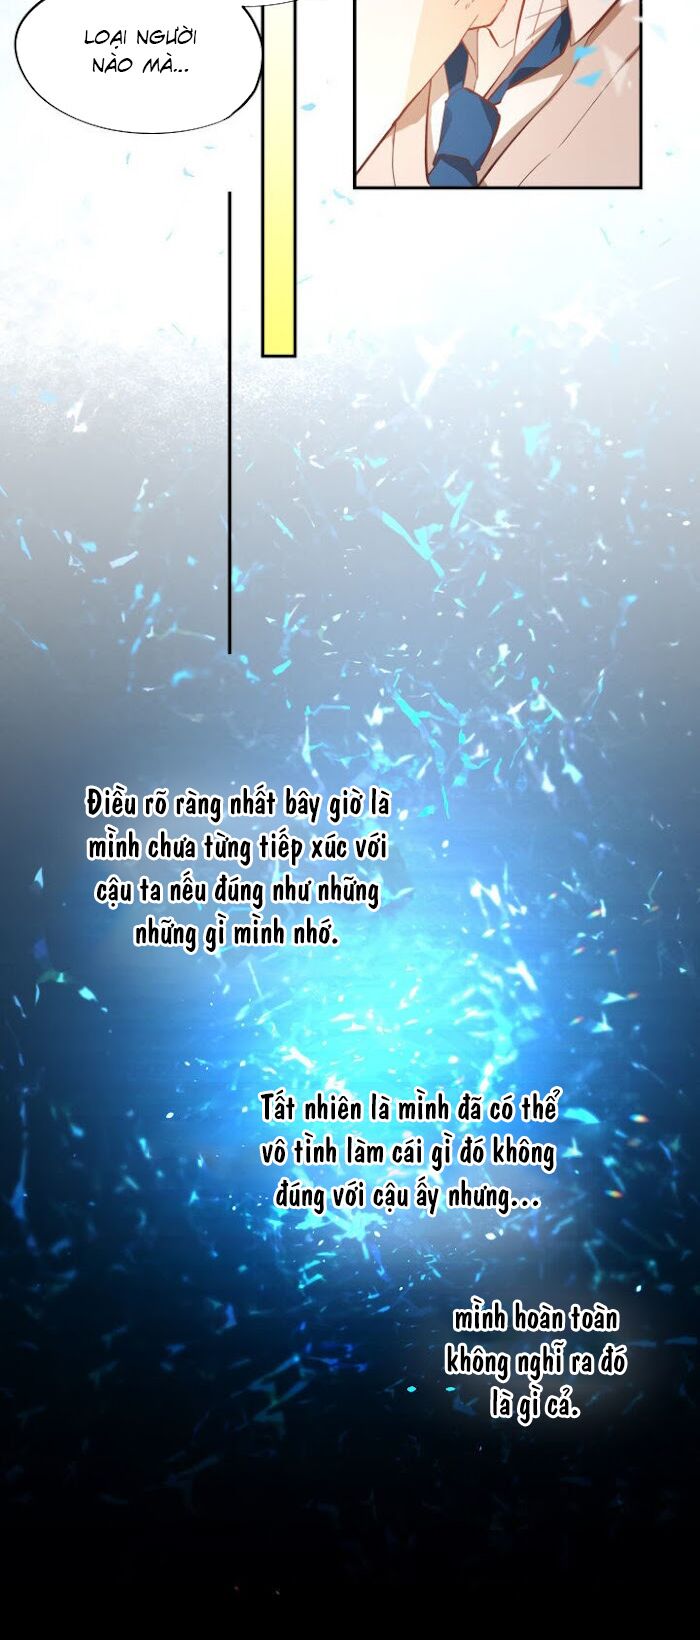 LOẠI NGƯỜI
NÀO MÀ...
Điều rõ ràng nhất bây giờ là
mình chưa từng tiếp xúc với
cậu ta nếu đúng như những
những gì mình nhớ.
Tất nhiên là mình đã có thể
vô tình làm cái gì đó không
đúng với cậu ấy nhưng...
mình hoàn toàn
không nghĩ ra đó
là gì cả.